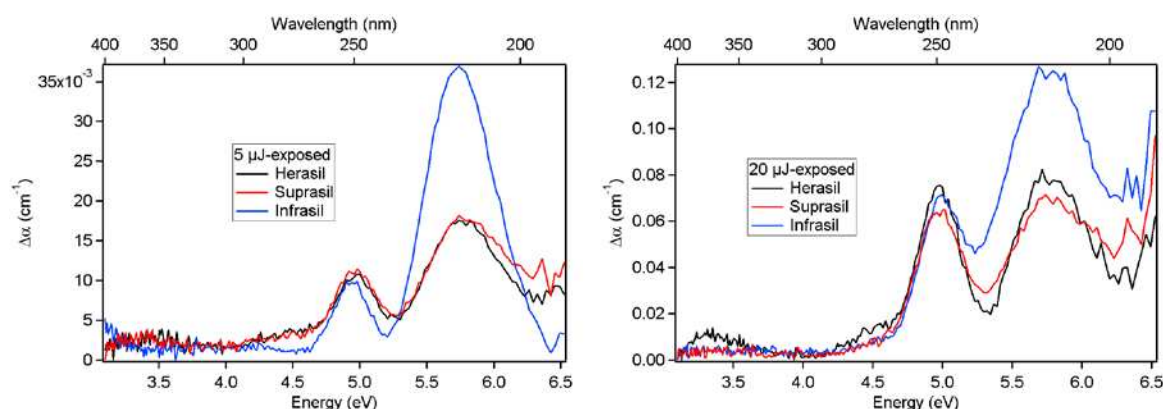 Wavelength (nm)
400 350 300 250 200
35x10-3
30
25
20
15
10
5
0
Δα (cm-1)
5 µJ-exposed
Herasil
Suprasil
Infrasil
3.5 4.0 4.5 5.0 5.5 6.0 6.5
Energy (eV)
Wavelength (nm)
400 350 300 250 200
0.12
0.10
0.08
0.06
0.04
0.02
0.00
Δα (cm-1)
20 µJ-exposed
Herasil
Suprasil
Infrasil
3.5 4.0 4.5 5.0 5.5 6.0 6.5
Energy (eV)